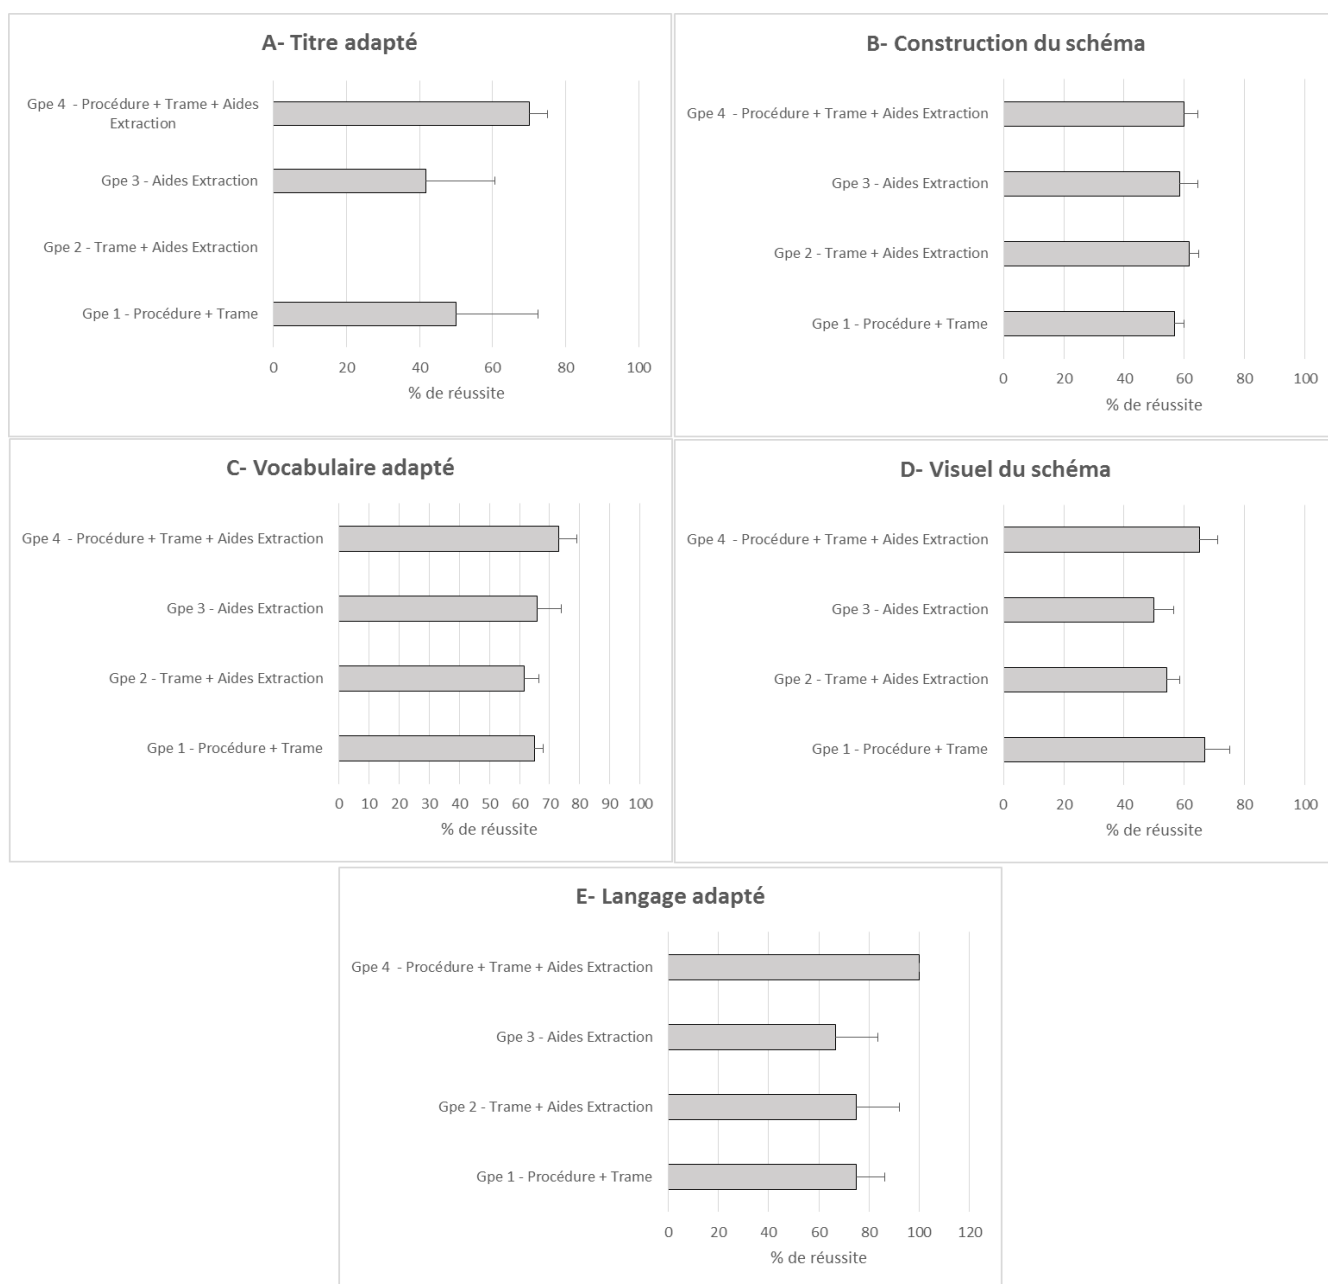 A- Titre adapté
Gpe 4 - Procédure + Trame + Aides
Extraction
Gpe 3 - Aides Extraction
Gpe 2 - Trame + Aides Extraction
Gpe 1 - Procédure + Trame
0 20 40 60 80 100
% de réussite
B- Construction du schéma
Gpe 4 - Procédure + Trame + Aides Extraction
Gpe 3 - Aides Extraction
Gpe 2 - Trame + Aides Extraction
Gpe 1 - Procédure + Trame
0 20 40 60 80 100
% de réussite
C- Vocabulaire adapté
Gpe 4 - Procédure + Trame + Aides Extraction
Gpe 3 - Aides Extraction
Gpe 2 - Trame + Aides Extraction
Gpe 1 - Procédure + Trame
0 10 20 30 40 50 60 70 80 90 100
% de réussite
D- Visuel du schéma
Gpe 4 - Procédure + Trame + Aides Extraction
Gpe 3 - Aides Extraction
Gpe 2 - Trame + Aides Extraction
Gpe 1 - Procédure + Trame
0 20 40 60 80 100
% de réussite
E- Langage adapté
Gpe 4 - Procédure + Trame + Aides Extraction
Gpe 3 - Aides Extraction
Gpe 2 - Trame + Aides Extraction
Gpe 1 - Procédure + Trame
0 20 40 60 80 100 120
% de réussite